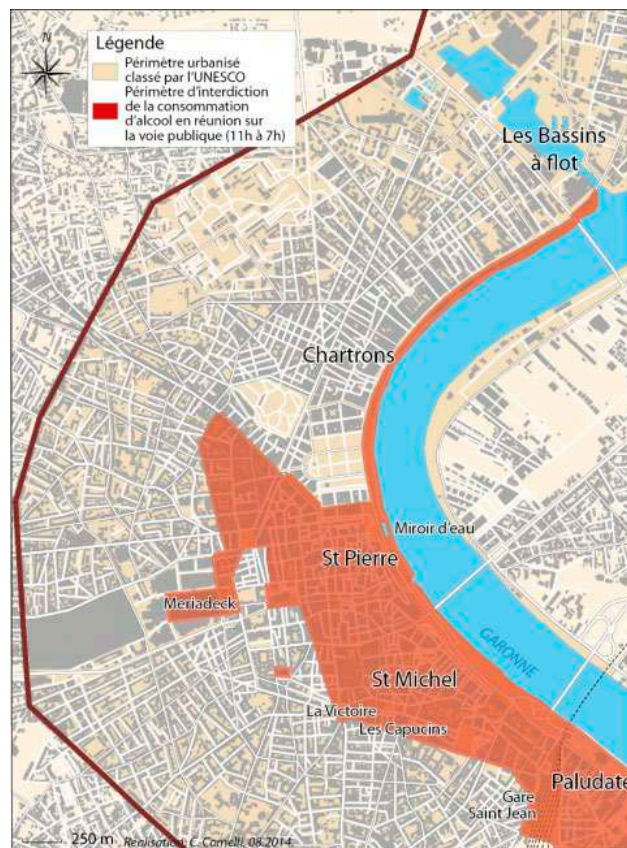 N
Légende
Périmètre urbanisé
classé par l'UNESCO
Périmètre d'interdiction
de la consommation
d'alcool en réunion sur
la voie publique (11h à 7h)
Les Bassins
à flot
Chartrons
Miroir d'eau
St Pierre
Mériadeck
GARONNE
St Michel
La Victoire
Les Capucins
Paludate
Gare
Saint Jean
250 m Réalisation: C. Comelli, 08.2014